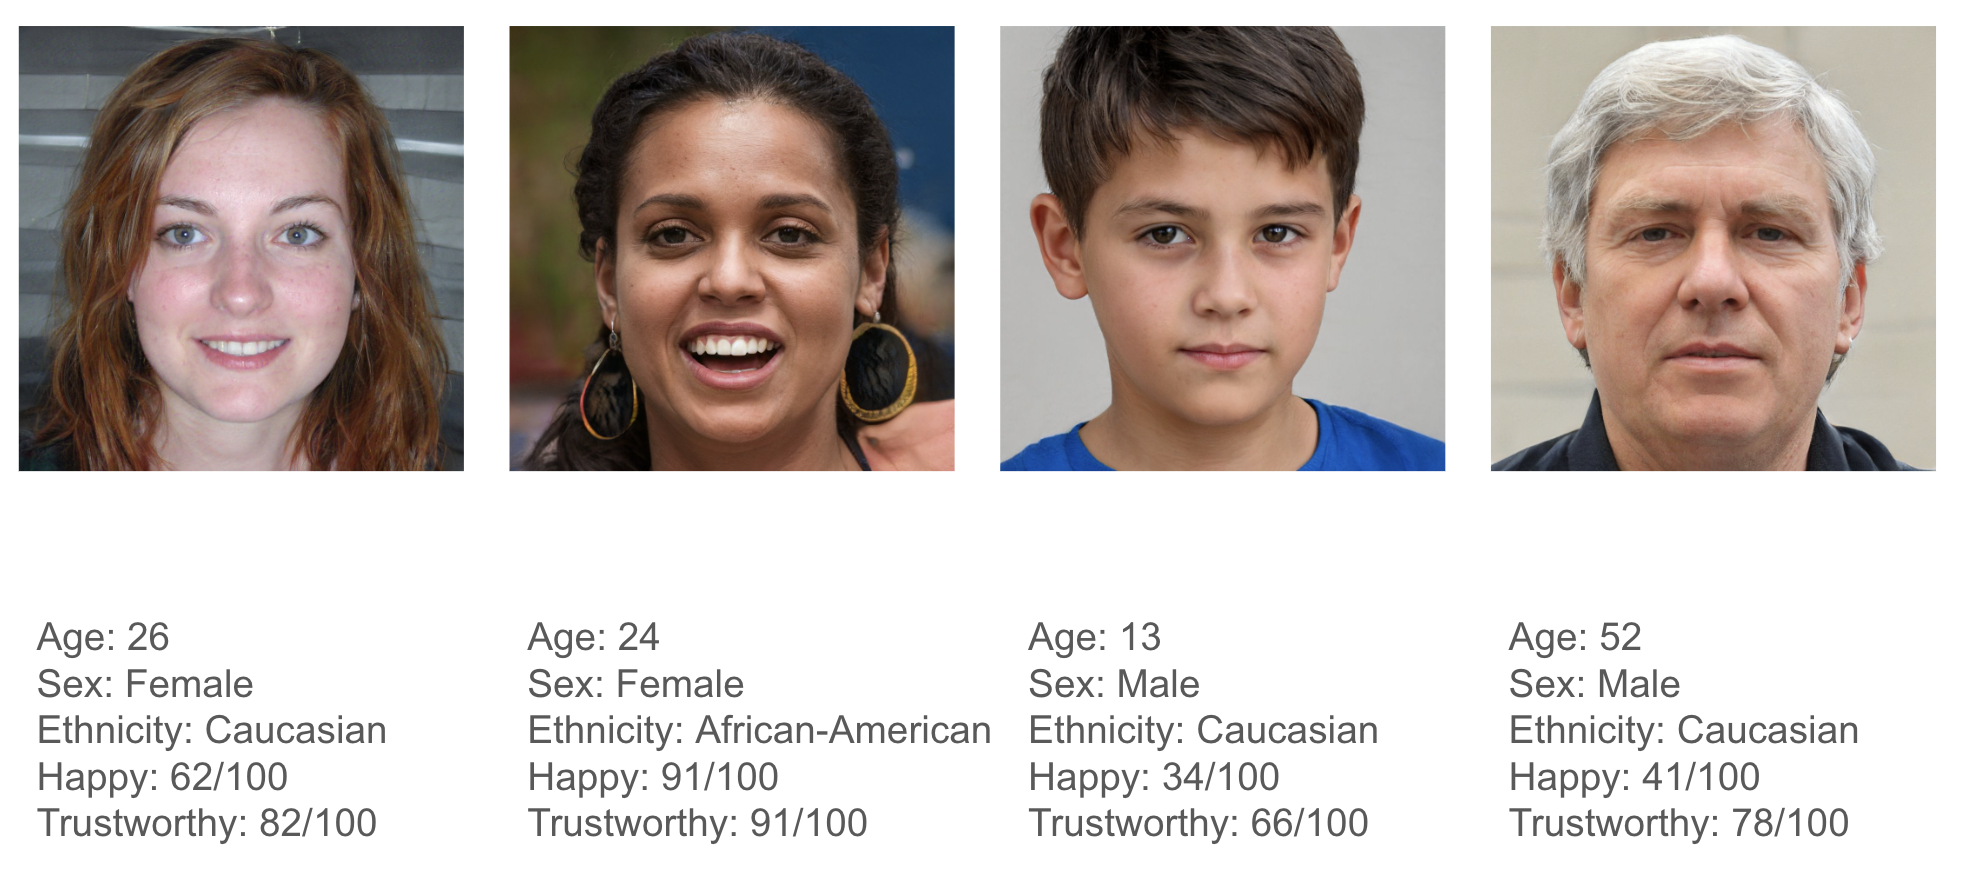 Age: 26
Sex: Female
Ethnicity: Caucasian
Happy: 62/100
Trustworthy: 82/100
Age: 24
Sex: Female
Ethnicity: African-American
Happy: 91/100
Trustworthy: 91/100
Age: 13
Sex: Male
Ethnicity: Caucasian
Happy: 34/100
Trustworthy: 66/100
Age: 52
Sex: Male
Ethnicity: Caucasian
Happy: 41/100
Trustworthy: 78/100